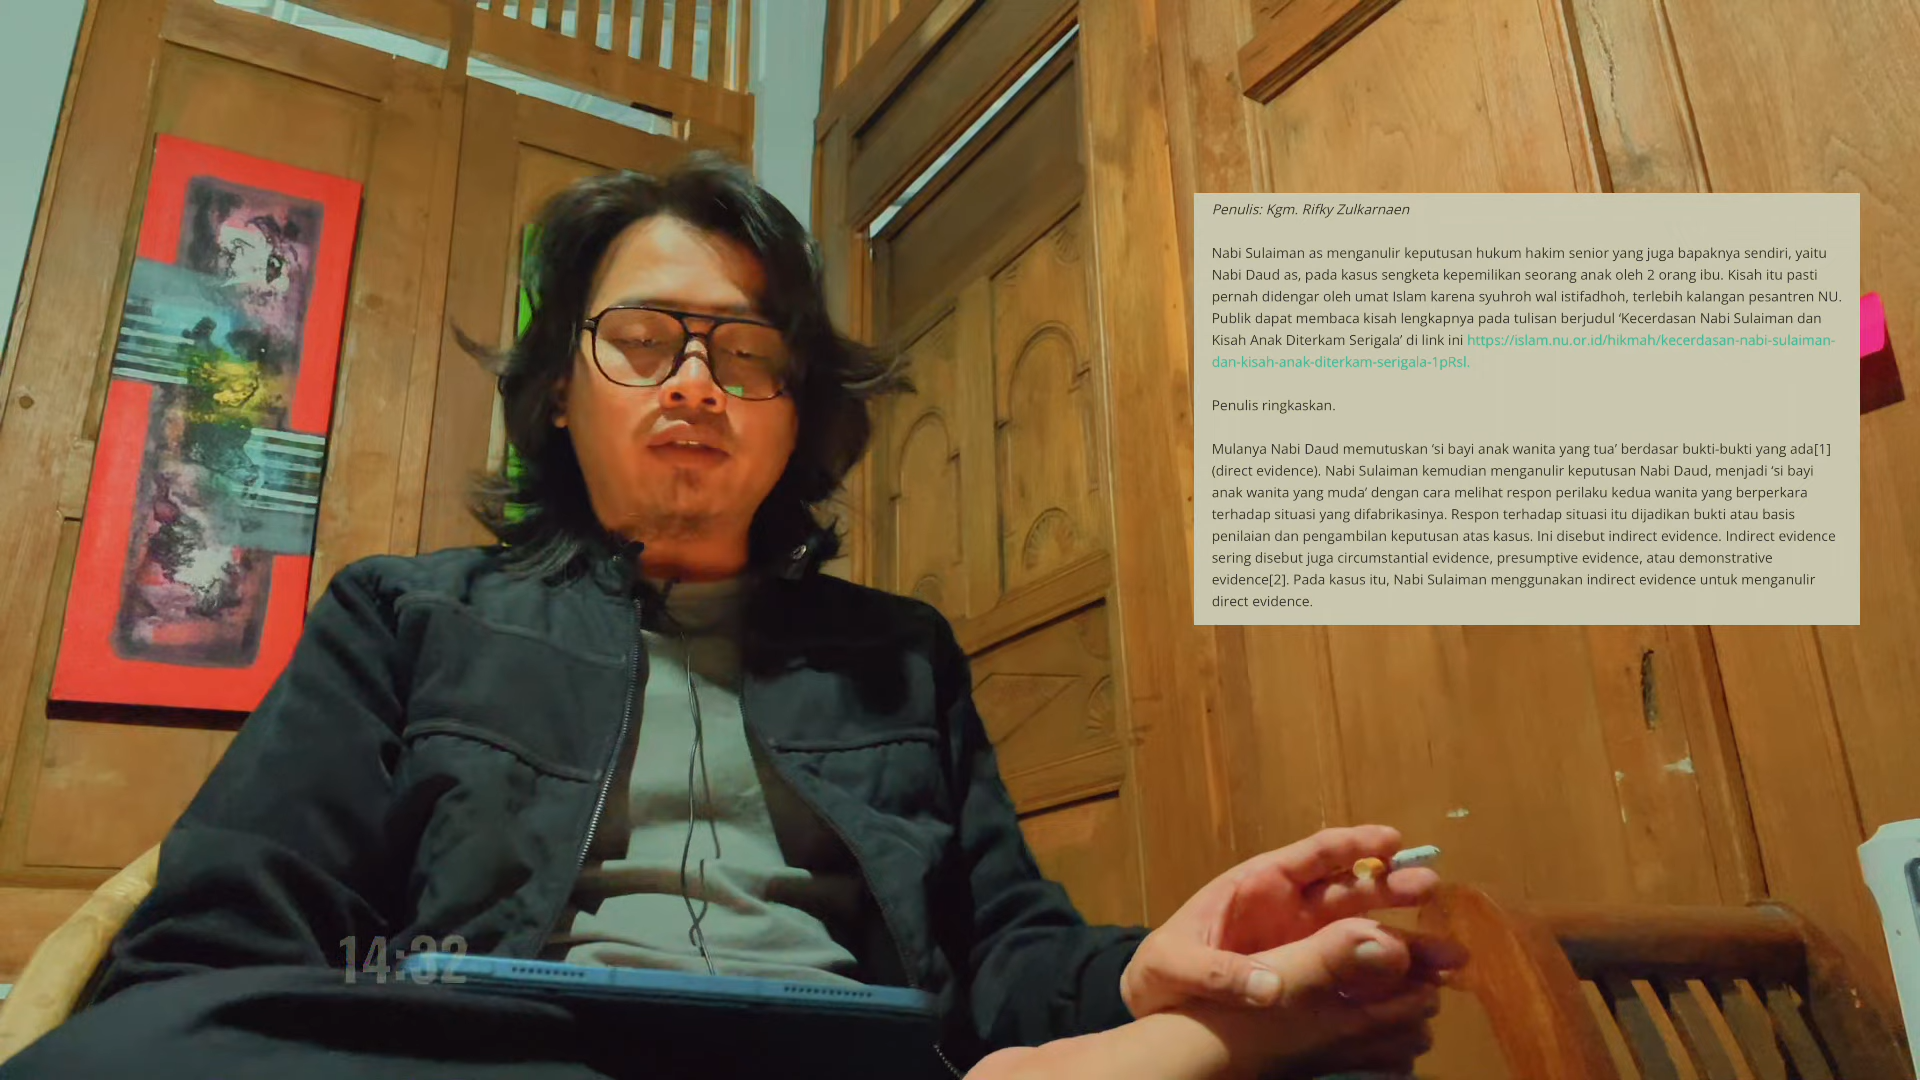 Penulis: Kgm. Rifky Zulkarnaen
Nabi Sulaiman as menganulir keputusan hukum hakim senior yang juga bapaknya sendiri, yaitu
Nabi Daud as, pada kasus sengketa kepemilikan seorang anak oleh 2 orang ibu. Kisah itu pasti
pernah didengar oleh umat Islam karena syuhroh wal istifadhoh, terlebih kalangan pesantren NU.
Publik dapat membaca kisah lengkapnya pada tulisan berjudul ‘Kecerdasan Nabi Sulaiman dan
Kisah Anak Diterkam Serigala’ di link ini https://islam.nu.or.id/hikmah/kecerdasan-nabi-sulaiman-
dan-kisah-anak-diterkam-serigala-1pRsl.
Penulis ringkaskan.
Mulanya Nabi Daud memutuskan ‘si bayi anak wanita yang tua’ berdasar bukti-bukti yang ada[1]
(direct evidence). Nabi Sulaiman kemudian menganulir keputusan Nabi Daud, menjadi ‘si bayi
anak wanita yang muda’ dengan cara melihat respon perilaku kedua wanita yang berperkara
terhadap situasi yang difabrikasinya. Respon terhadap situasi itu dijadikan bukti atau basis
penilaian dan pengambilan keputusan atas kasus. Ini disebut indirect evidence. Indirect evidence
sering disebut juga circumstantial evidence, presumptive evidence, atau demonstrative
evidence[2]. Pada kasus itu, Nabi Sulaiman menggunakan indirect evidence untuk menganulir
direct evidence.
14:32